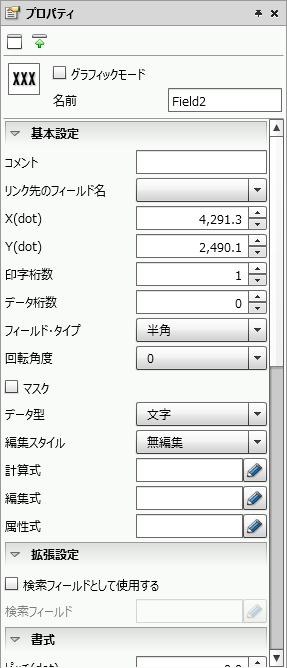 プロパティ
XXX
グラフィックモード
名前 Field2
基本設定
コメント
リンク先のフィールド名
X(dot) 4,291.3
Y(dot) 2,490.1
印字桁数 1
データ桁数 0
フィールド・タイプ 半角
回転角度 0
マスク
データ型 文字
編集スタイル 無編集
計算式
編集式
属性式
拡張設定
検索フィールドとして使用する
検索フィールド
書式
ピッチ(dot) 0.0